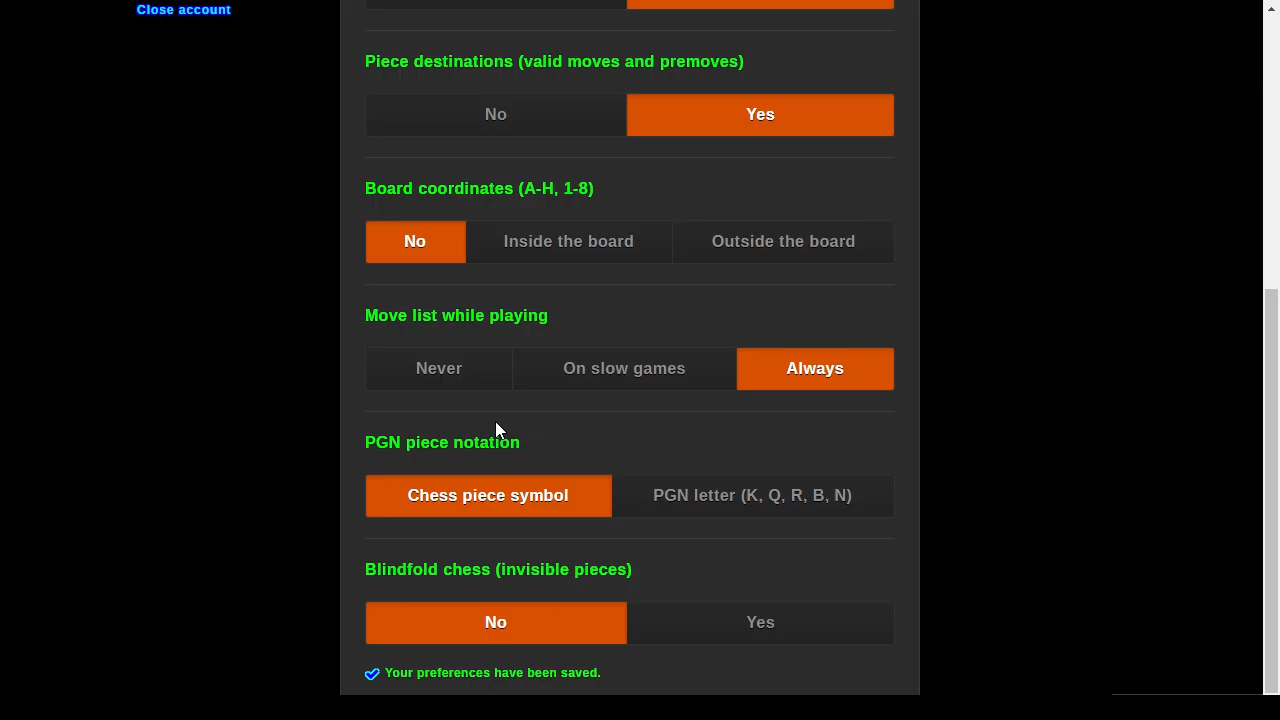 Close account
Piece destinations (valid moves and premoves)
No Yes
Board coordinates (A-H, 1-8)
No Inside the board Outside the board
Move list while playing
Never On slow games Always
PGN piece notation
Chess piece symbol PGN letter (K, Q, R, B, N)
Blindfold chess (invisible pieces)
No Yes
Your preferences have been saved.